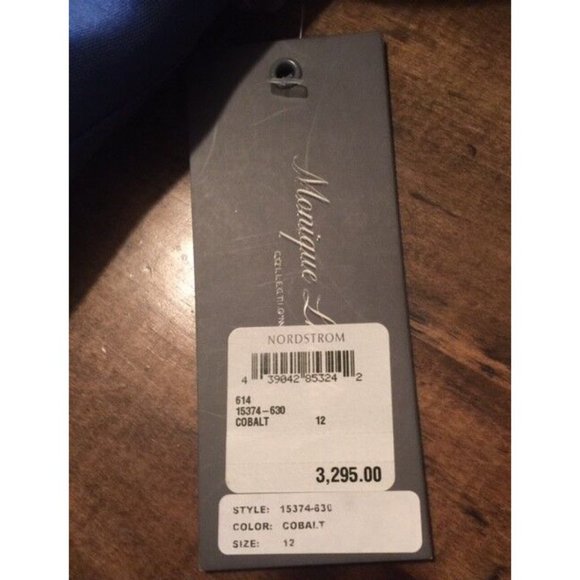 Monique
COLLECTION
NORDSTROM
4 39042 85324 2
614
15374-630
COBALT 12
3,295.00
STYLE: 15374-630
COLOR: COBALT
SIZE: 12